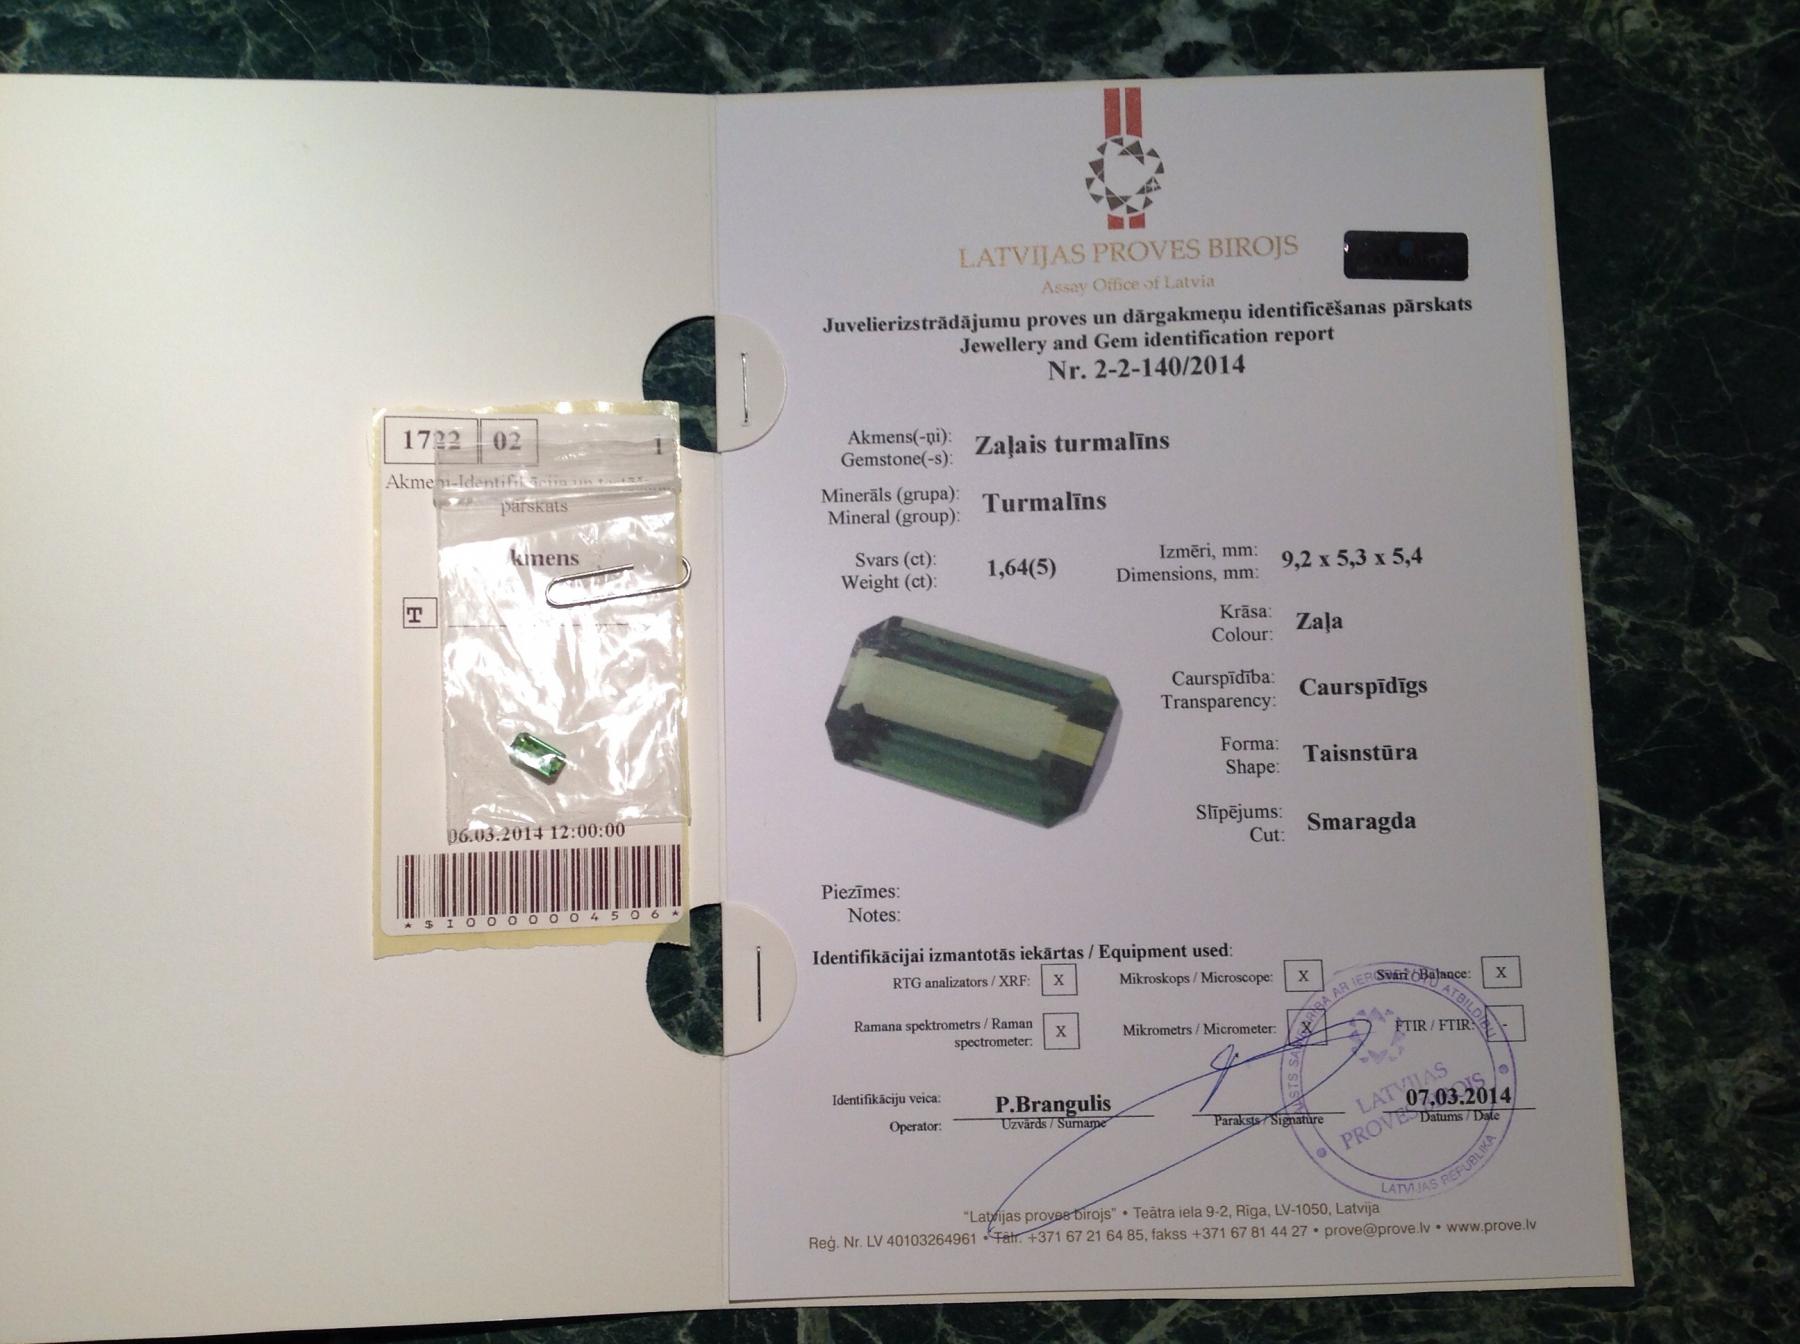 1722 02 1
Akmeņi-Identifikācija un
pārskats
kmens
T
06.03.2014 12:00:00
*$10000004506*
LATVIJAS PROVES BIROJS
Assay Office of Latvia
Juvelierizstrādājumu proves un dārgakmeņu identificēšanas pārskats
Jewellery and Gem identification report
Nr. 2-2-140/2014
Akmens(-ņi):
Gemstone(-s):
Zaļais turmalīns
Minerāls (grupa):
Mineral (group):
Turmalīns
Svars (ct):
Weight (ct):
1,64(5)
Izmēri, mm:
Dimensions, mm:
9,2 x 5,3 x 5,4
Krāsa:
Colour:
Zaļa
Caurspīdība:
Transparency:
Caurspīdīgs
Forma:
Shape:
Taisnstūra
Slīpējums:
Cut:
Smaragda
Piezīmes:
Notes:
Identifikācijai izmantotās iekārtas / Equipment used:
RTG analizators / XRF: X
Mikroskops / Microscope: X
Svari / Balance: X
Ramana spektrometrs / Raman
spectrometer: X
Mikrometrs / Micrometer: X
FTIR / FTIR: -
Identifikāciju veica:
Operator:
P.Brangulis
Uzvārds / Surname
Paraksts / Signature
07.03.2014
Datums / Date
LATVIJAS
PROVES BIROJS
LATVIJAS REPUBLIKA
"Latvijas proves birojs" • Teātra iela 9-2, Rīga, LV-1050, Latvija
Reģ. Nr. LV 40103264961 • Tālr. +371 67 21 64 85, fakss +371 67 81 44 27 • prove@prove.lv • www.prove.lv